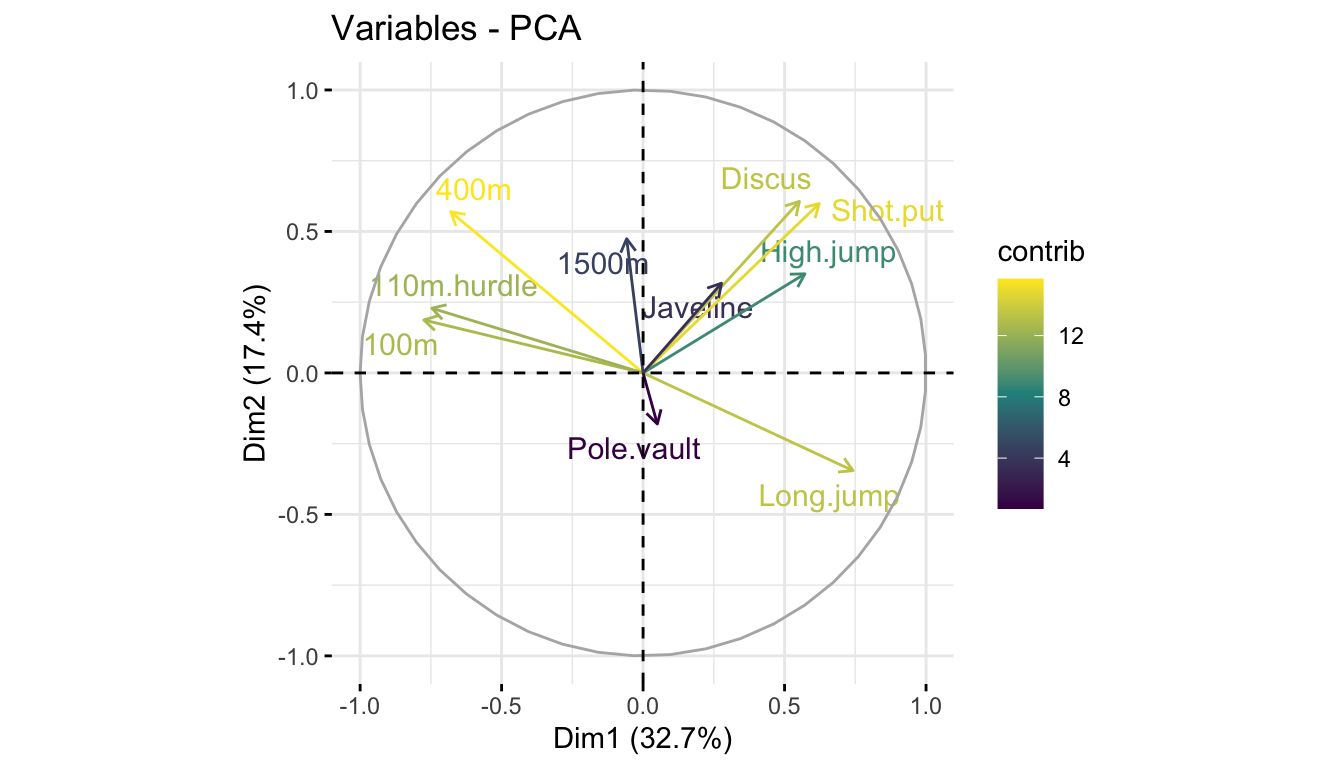 Variables - PCA
1.0
0.5
0.0
-0.5
-1.0
Dim2 (17.4%)
400m
Discus
Shot.put
1500m
High.jump
110m.hurdle
Javeline
100m
Pole.vault
Long.jump
-1.0 -0.5 0.0 0.5 1.0
Dim1 (32.7%)
contrib
12
8
4